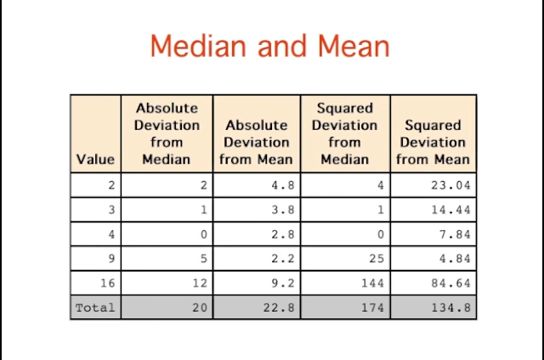 Median and Mean
Value
Absolute
Deviation
from
Median
Absolute
Deviation
from Mean
Squared
Deviation
from
Median
Squared
Deviation
from Mean
2 2 4.8 4 23.04
3 1 3.8 1 14.44
4 0 2.8 0 7.84
9 5 2.2 25 4.84
16 12 9.2 144 84.64
Total 20 22.8 174 134.8